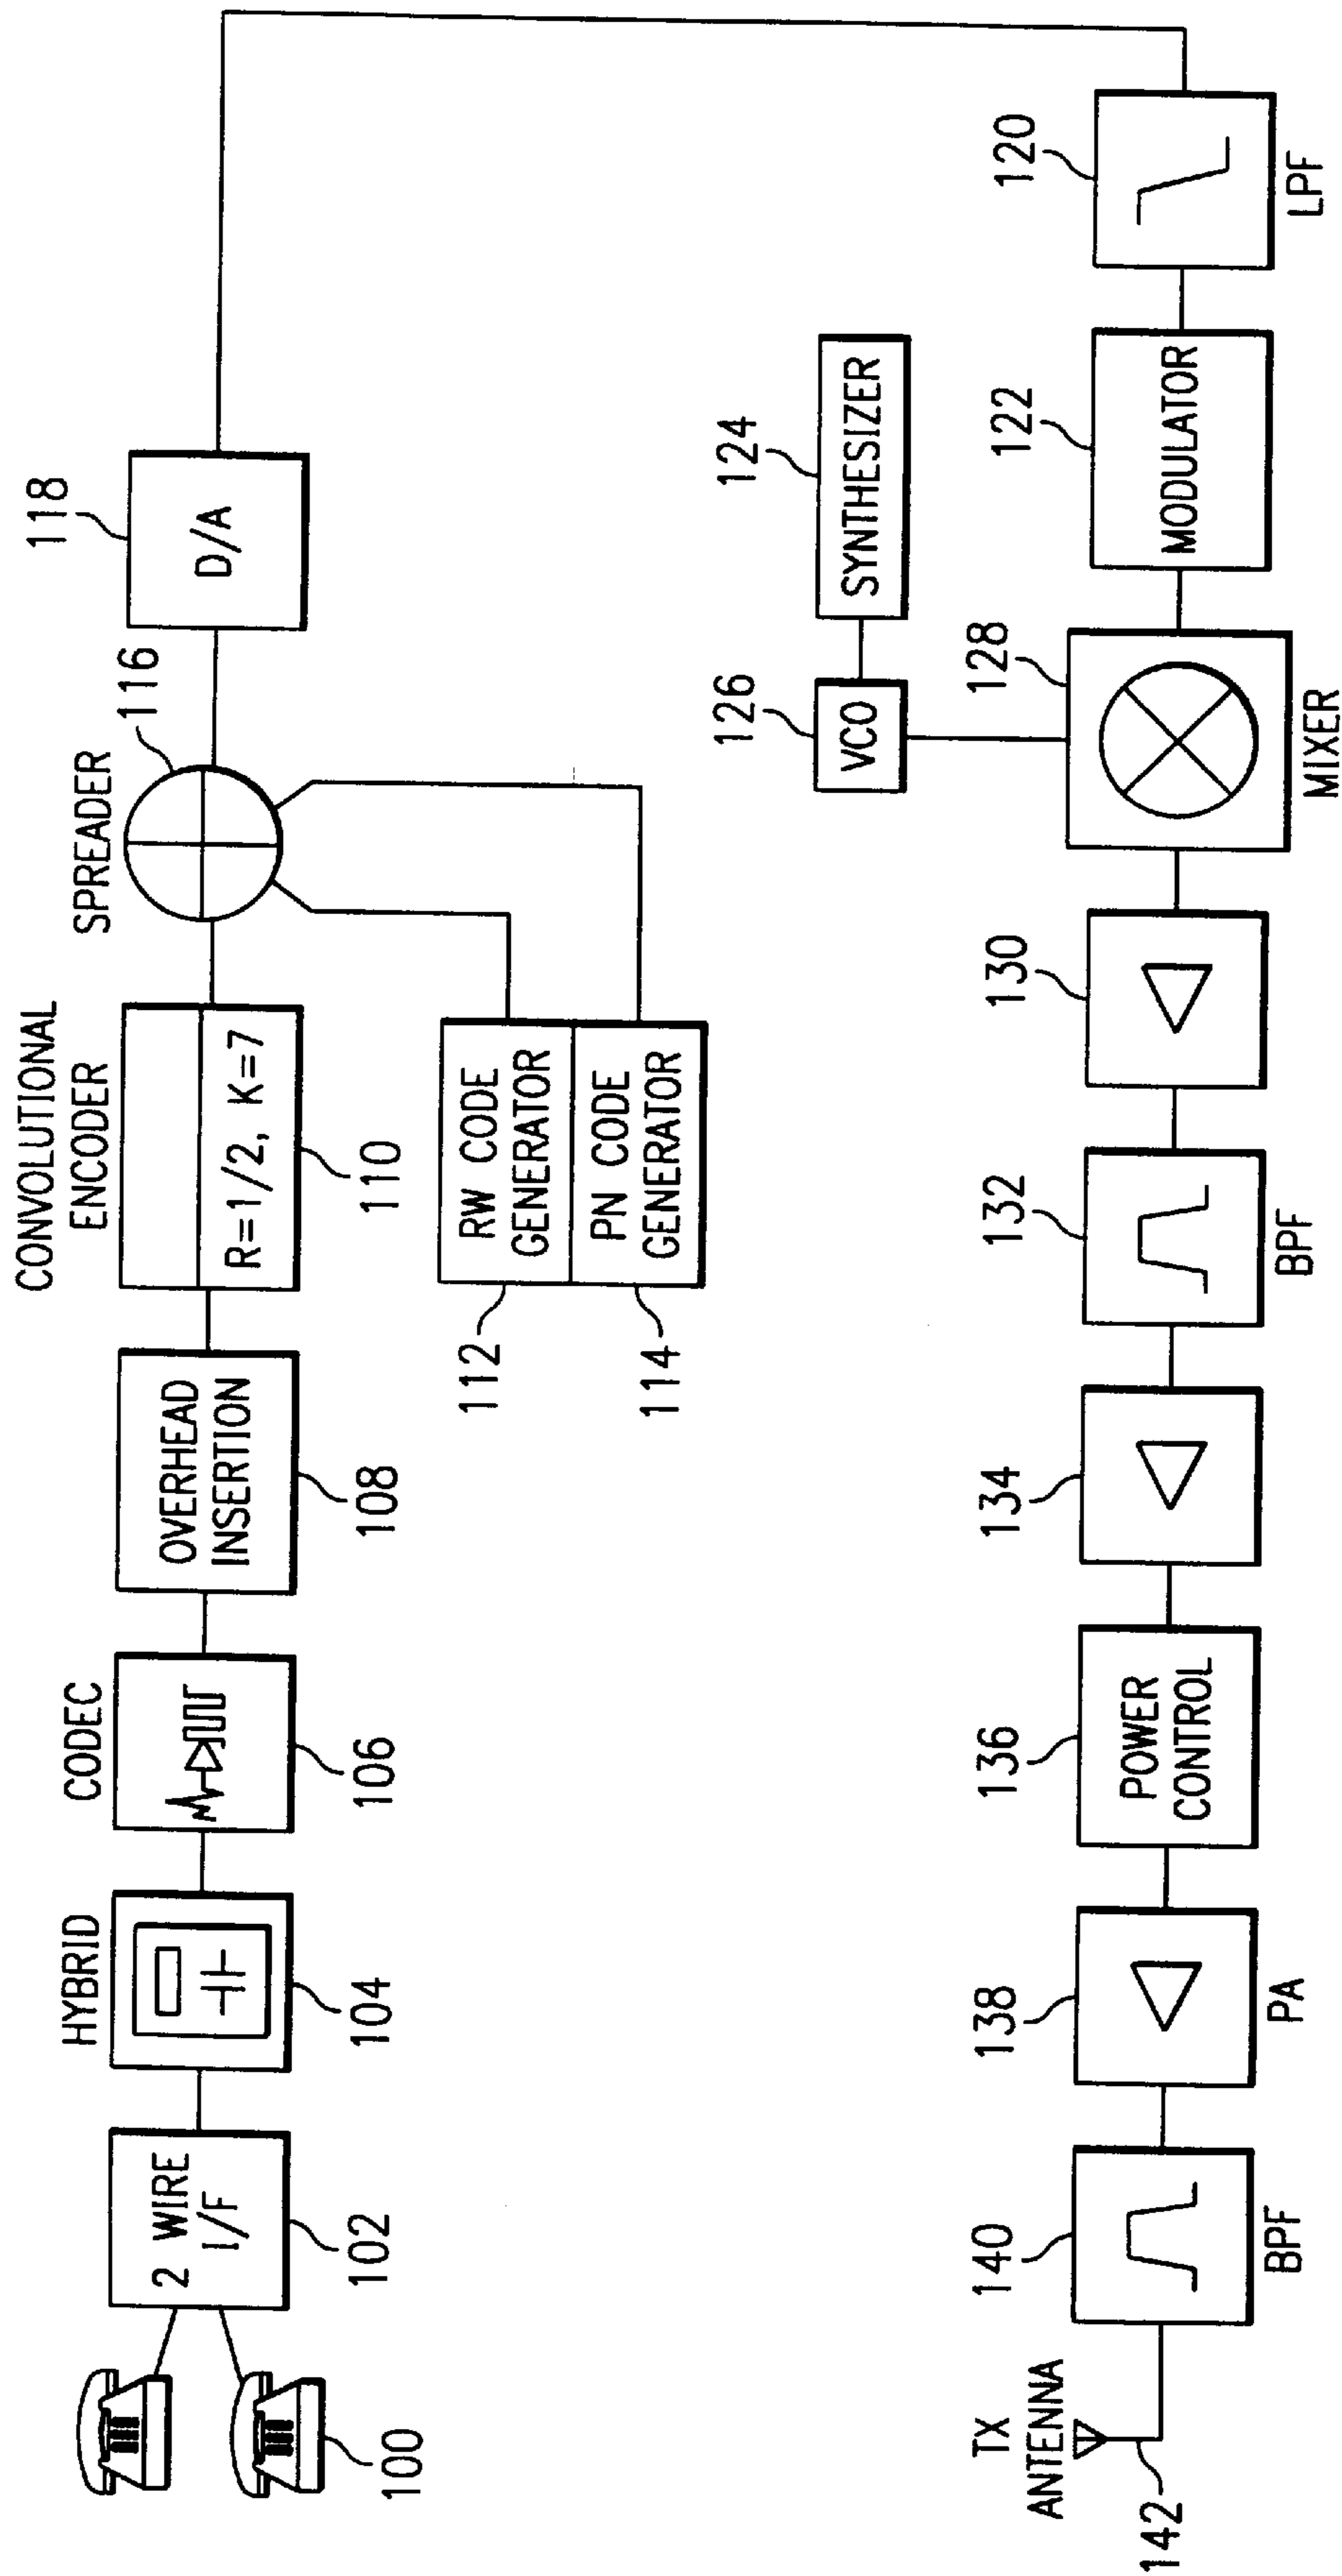 100
2 WIRE
I/F
102
HYBRID
104
CODEC
106
OVERHEAD
INSERTION
108
CONVOLUTIONAL
ENCODER
R=1/2, K=7
110
RW CODE
GENERATOR
112
PN CODE
GENERATOR
114
SPREADER
116
118
D/A
120
LPF
122
MODULATOR
124
SYNTHESIZER
126
VCO
128
MIXER
130
132
BPF
134
136
POWER
CONTROL
138
PA
140
BPF
TX
ANTENNA
142